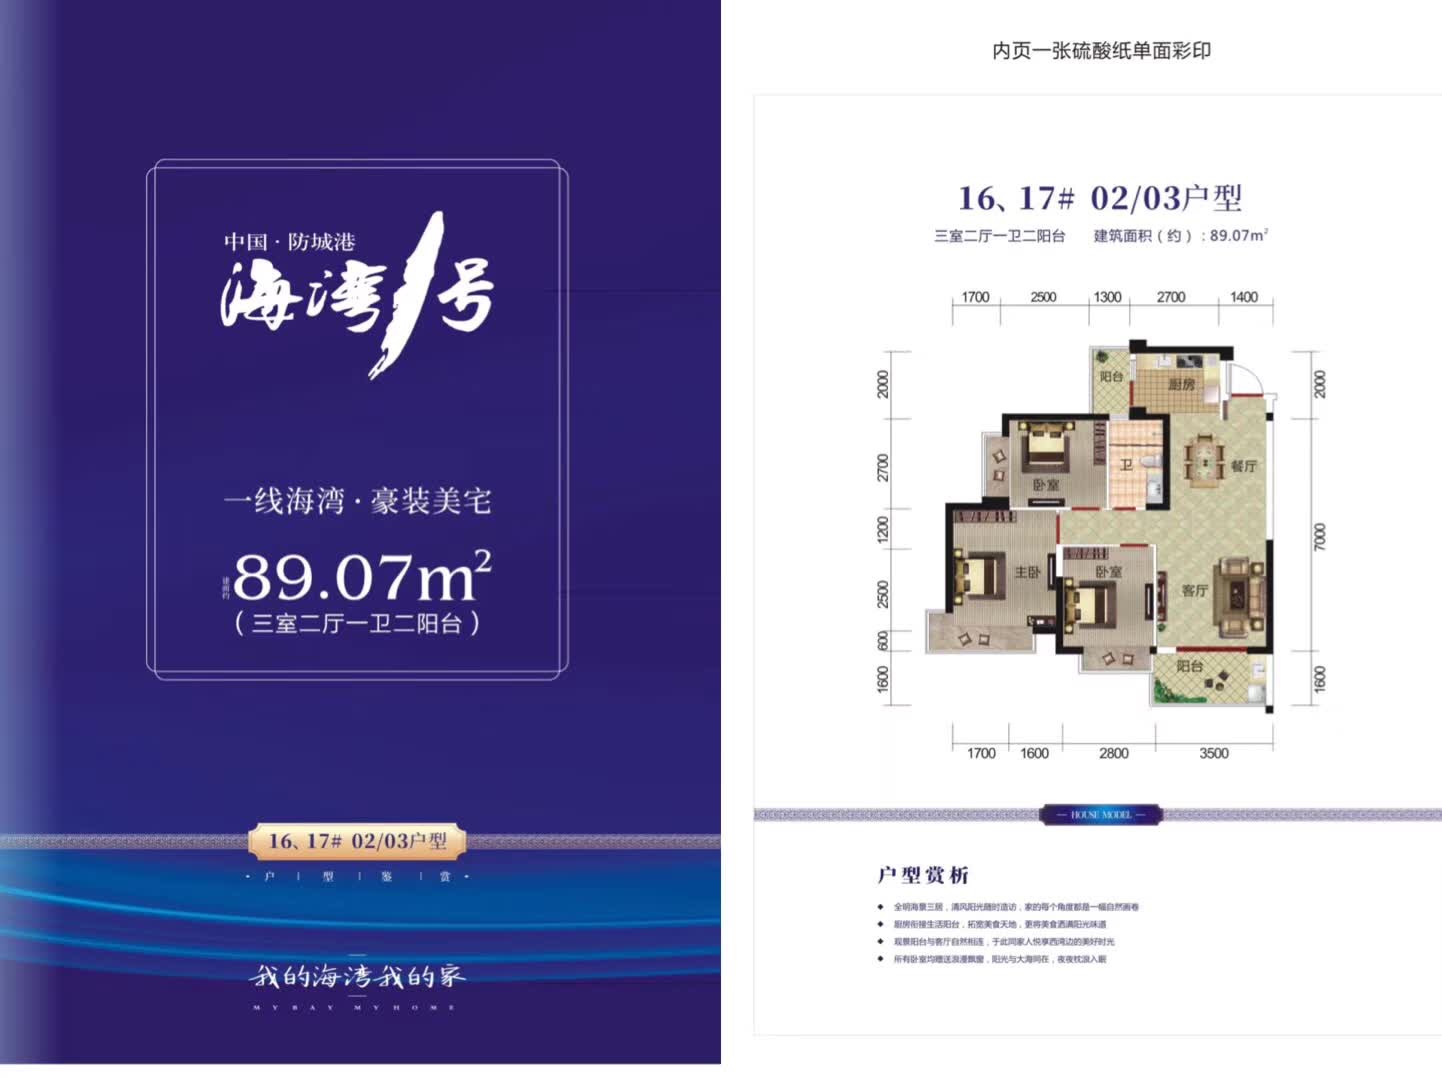 中国·防城港
海湾1号
一线海湾·豪装美宅
建面约
89.07m²
(三室二厅一卫二阳台)
16、17# 02/03户型
· 户 | 型 | 鉴 | 赏 ·
我的海湾我的家
MY BAY MY HOME
内页一张硫酸纸单面彩印
16、17# 02/03户型
三室二厅一卫二阳台 建筑面积(约):89.07m²
1700 2500 1300 2700 1400
2000
2700
1200
2500
600
1600
阳台
厨房
卧室
卫
餐厅
主卧
卧室
客厅
阳台
2000
7000
1600
1700 1600 2800 3500
— HOUSE MODEL —
户型赏析
◆ 全明海景三居，清风阳光随时造访，家的每个角度都是一幅自然画卷
◆ 厨房衔接生活阳台，拓宽美食天地，更将美食洒满阳光味道
◆ 观景阳台与客厅自然相连，于此同家人悦享西湾边的美好时光
◆ 所有卧室均赠送浪漫飘窗，阳光与大海同在，夜夜枕浪入眠